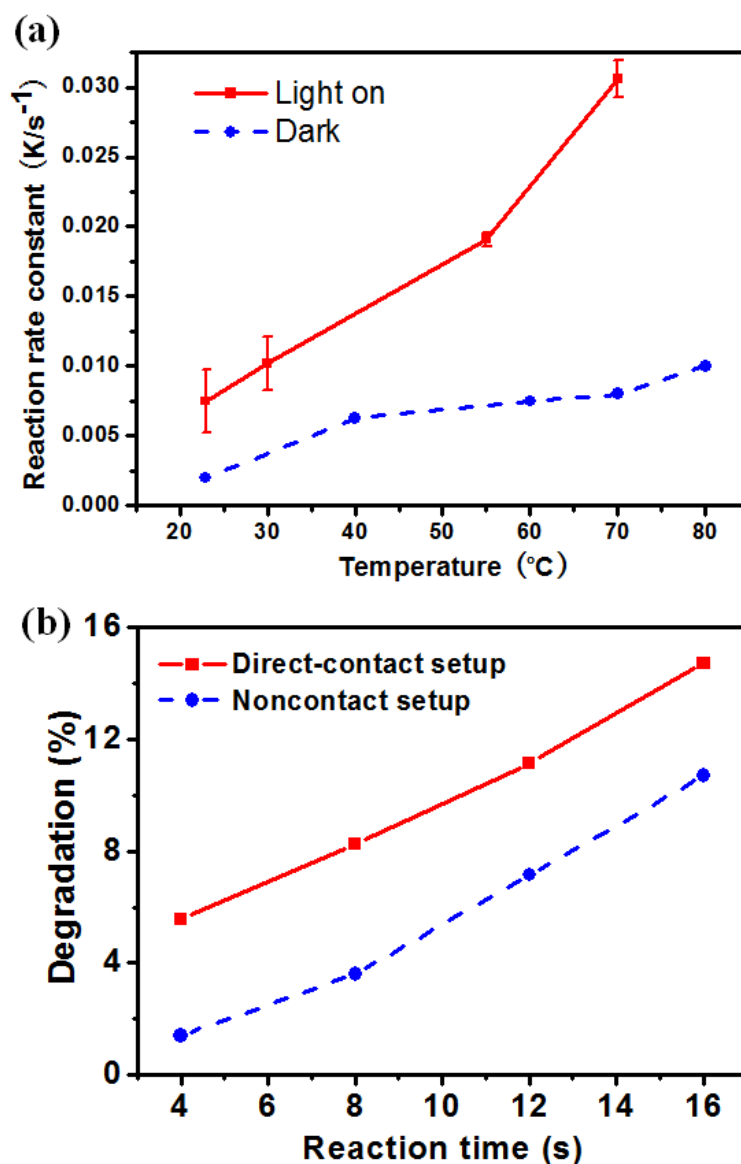 (a)
Light on
Dark
Reaction rate constant (K/s-1)
0.030
0.025
0.020
0.015
0.010
0.005
0.000
20 30 40 50 60 70 80
Temperature (°C)
(b)
Direct-contact setup
Noncontact setup
Degradation (%)
16
12
8
4
0
4 6 8 10 12 14 16
Reaction time (s)